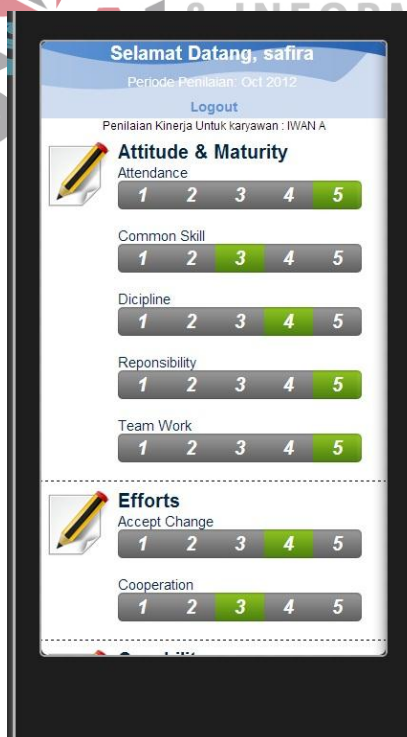 & INFORM
Selamat Datang, safira
Periode Penilaian: Oct 2012
Logout
Penilaian Kinerja Untuk karyawan : IWAN A
Attitude & Maturity
Attendance
1 2 3 4 5
Common Skill
1 2 3 4 5
Dicipline
1 2 3 4 5
Reponsibility
1 2 3 4 5
Team Work
1 2 3 4 5
Efforts
Accept Change
1 2 3 4 5
Cooperation
1 2 3 4 5